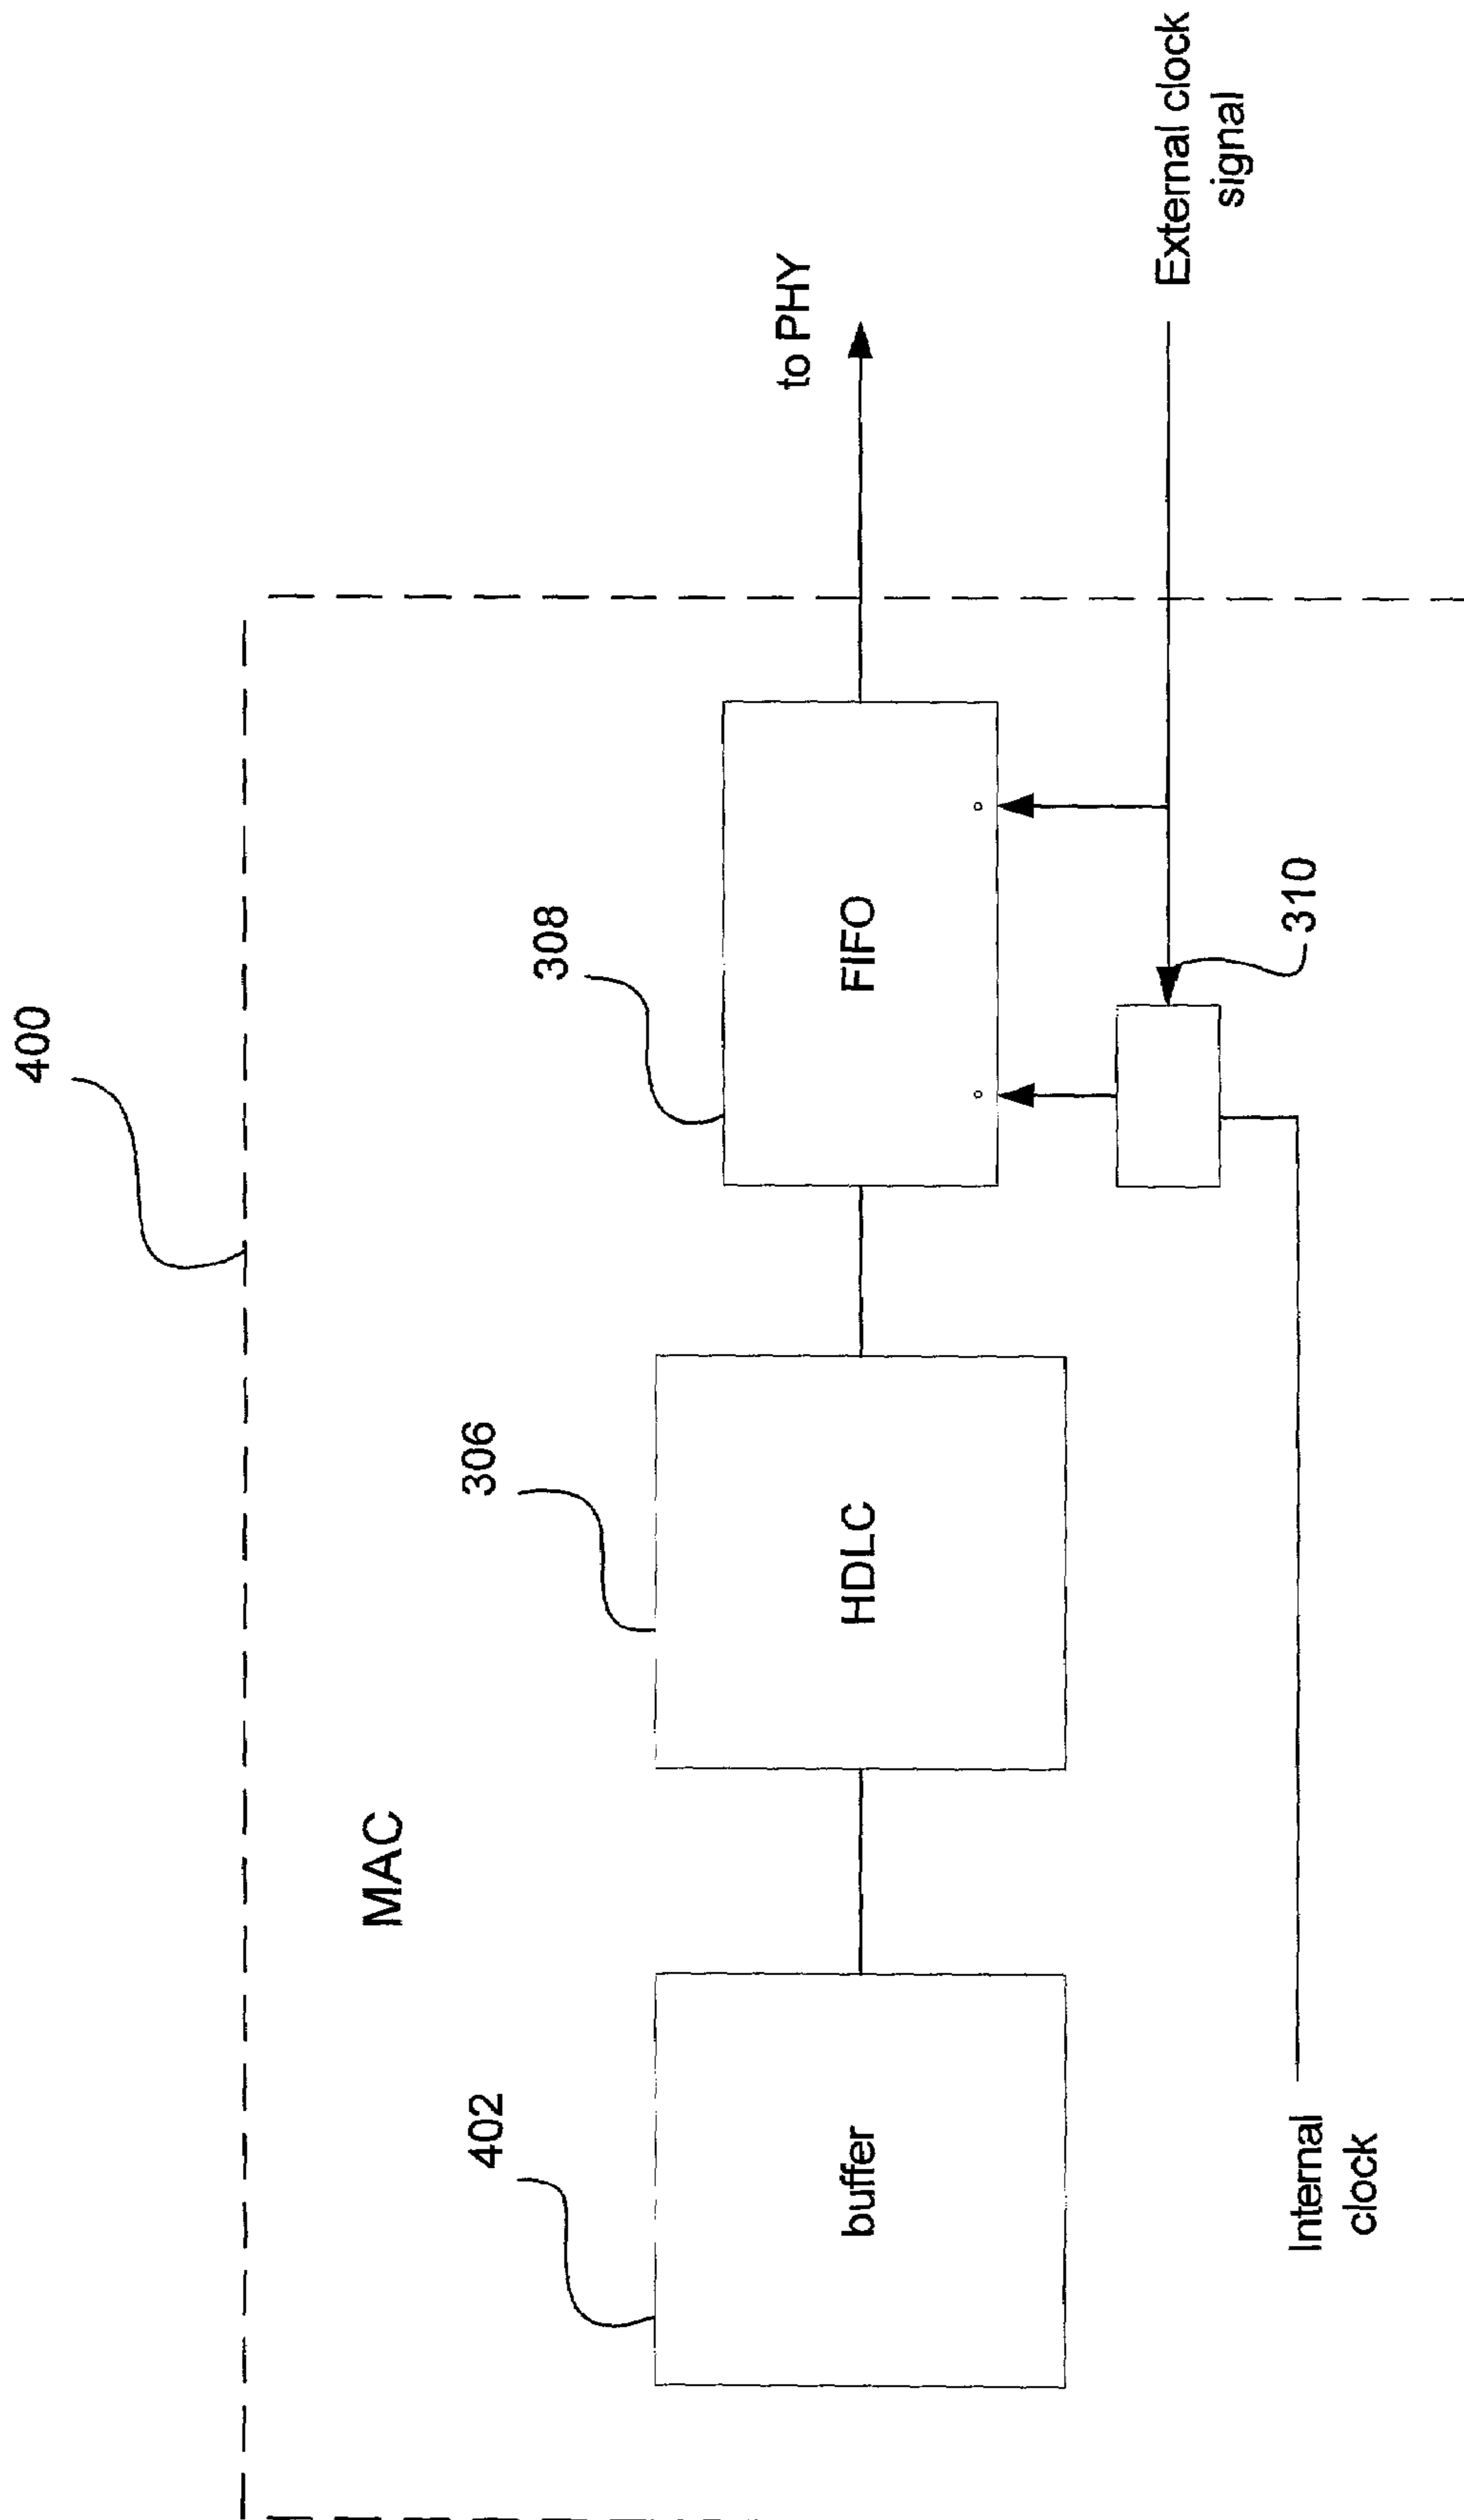 400
MAC
402
306
308
to PHY
buffer
HDLC
FIFO
External clock
signal
310
Internal
clock